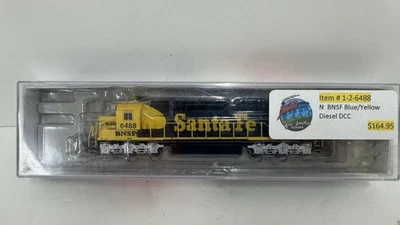 Item # 1-2-6488
N BNSF Blue/Yellow
Diesel DCC
$164.95
6488
BNSF
Santa Fe